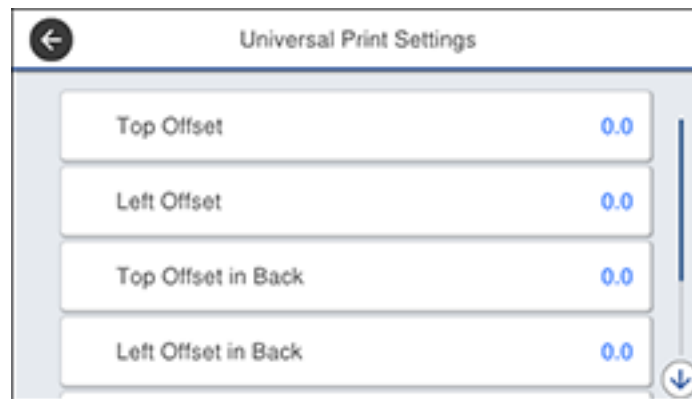 Universal Print Settings
Top Offset 0.0
Left Offset 0.0
Top Offset in Back 0.0
Left Offset in Back 0.0